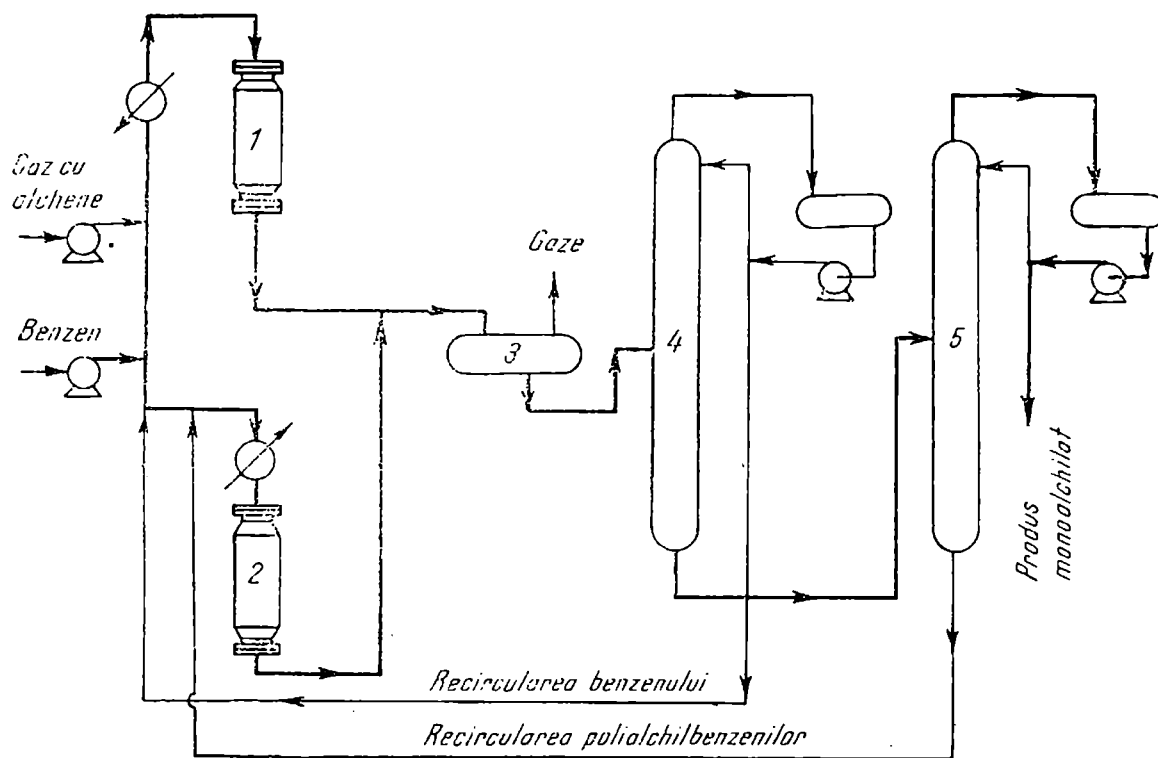 Gaz cu
alchene
Benzen
1
2
Gaze
3
4
5
Produs
monoalchilat
Recircularea benzenului
Recircularea polialchilbenzenilor